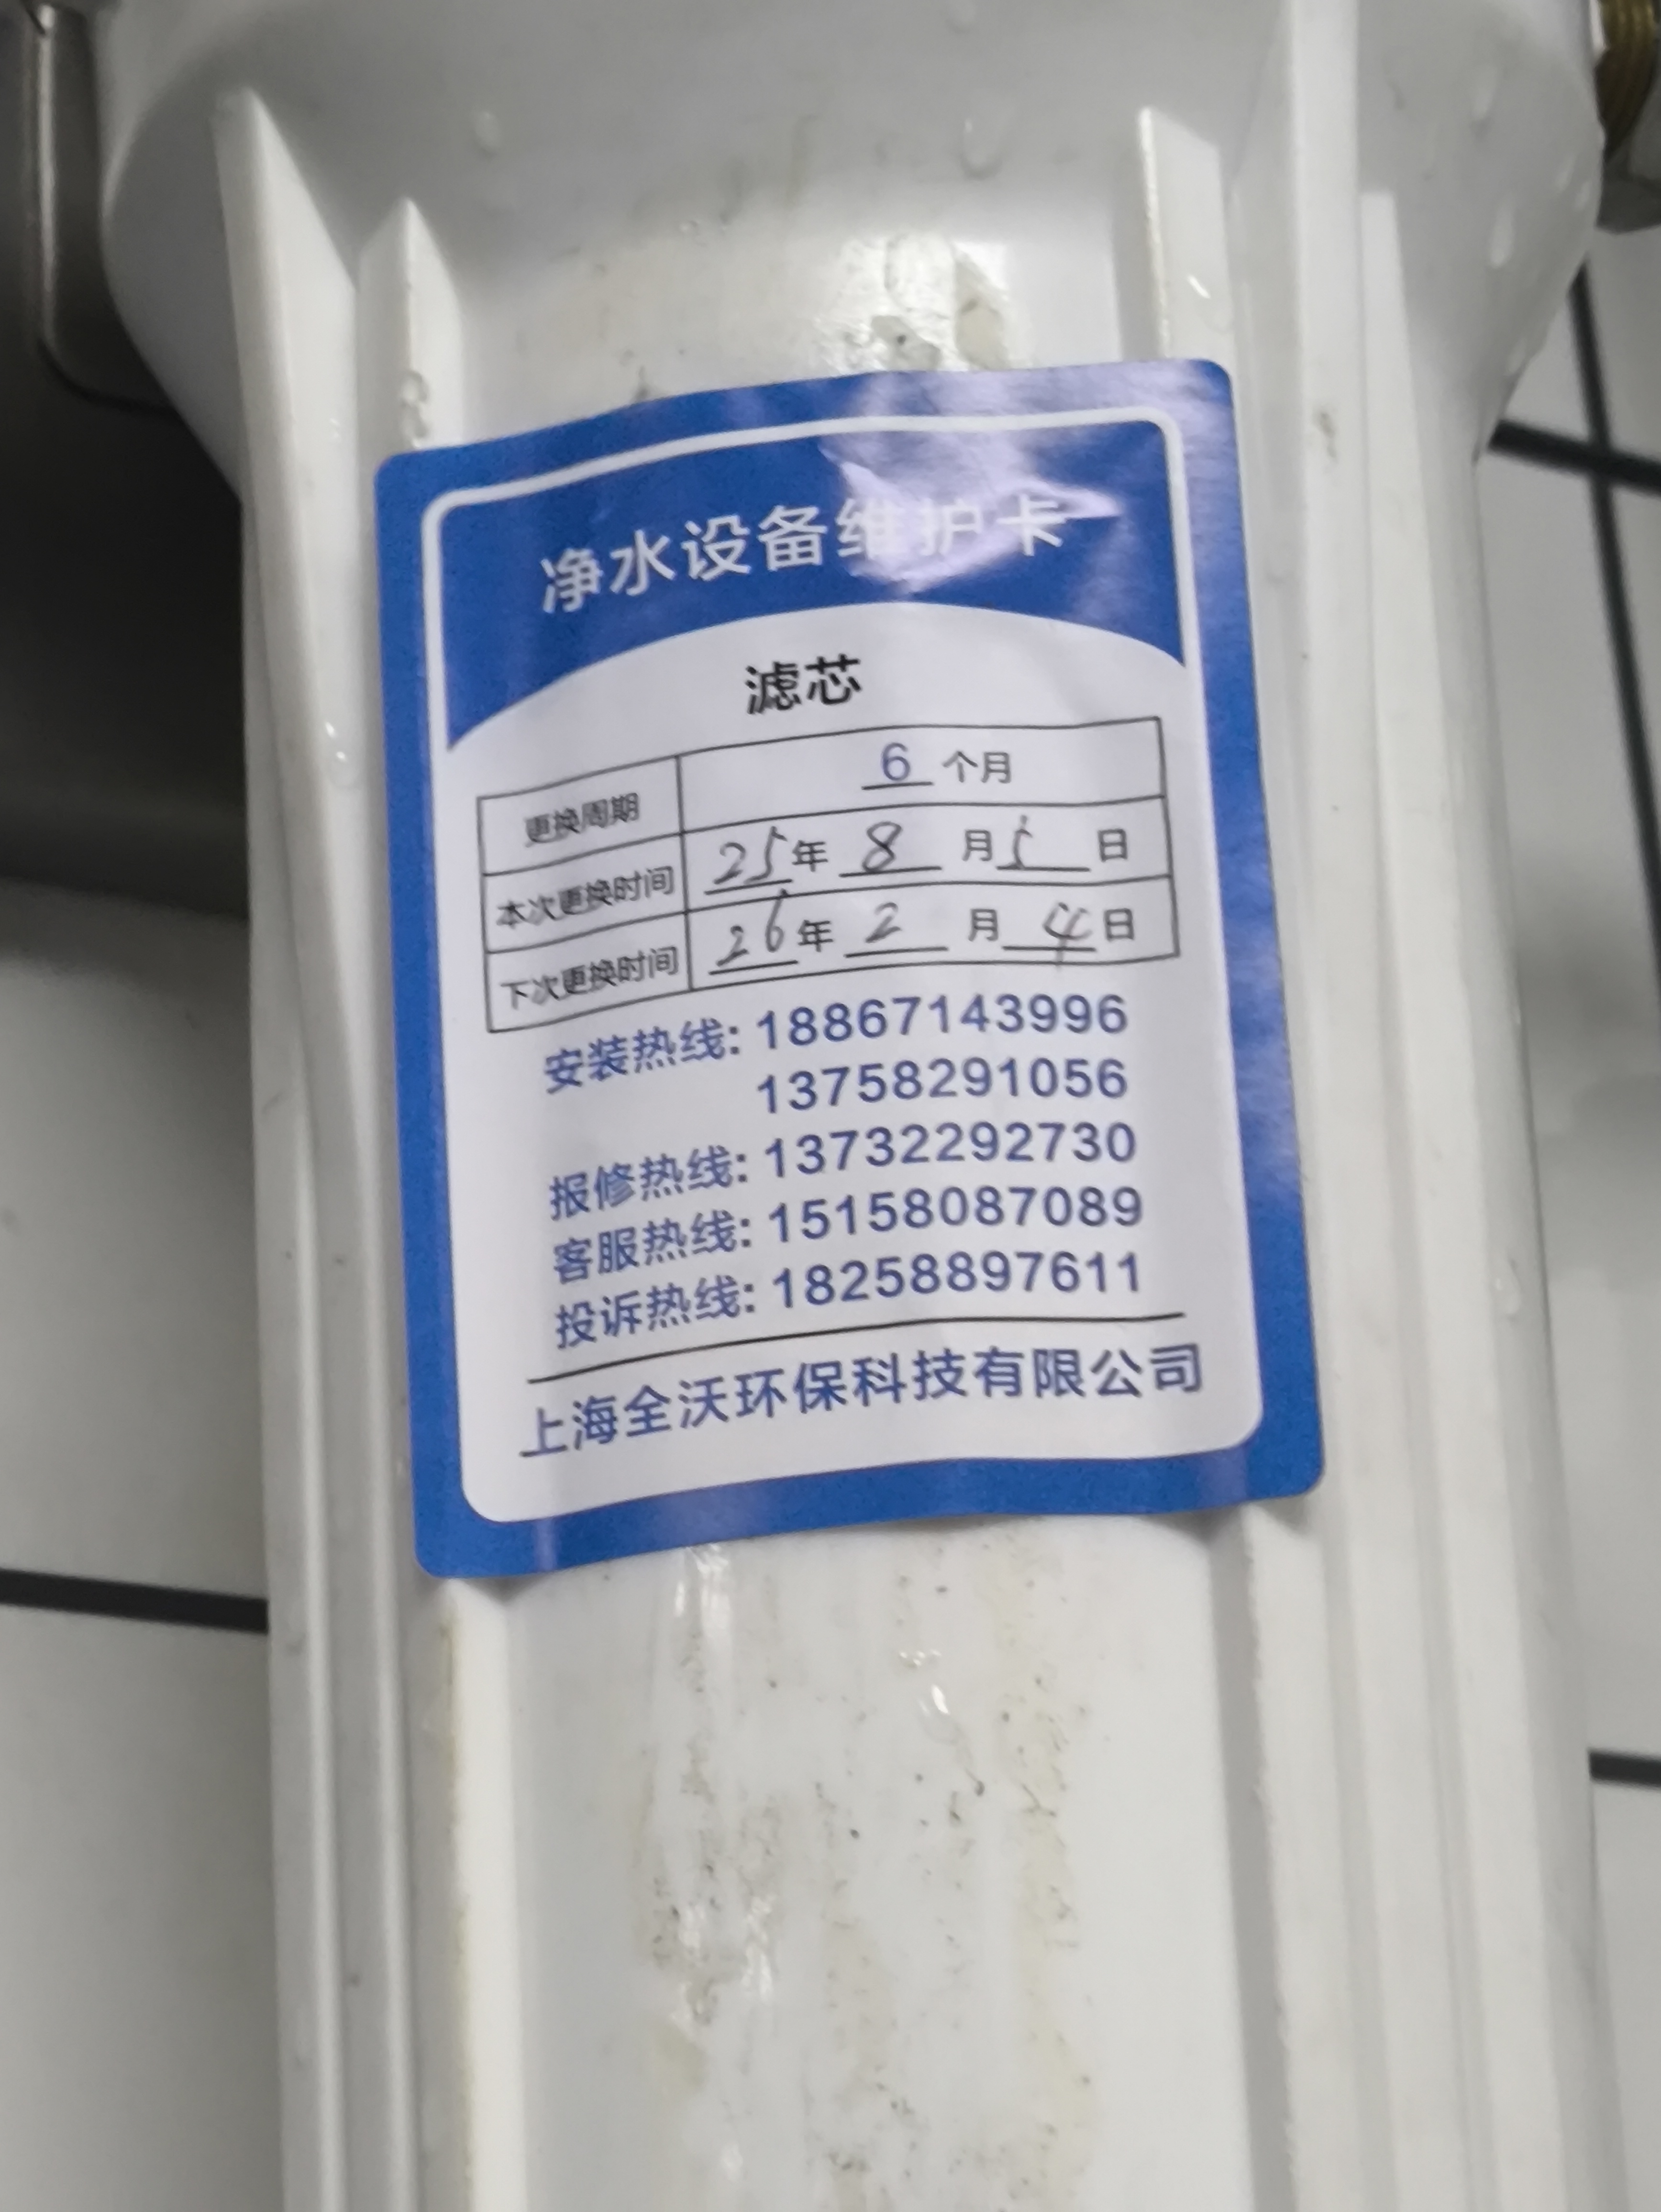 净水设备维护卡
滤芯
更换周期 6 个月
本次更换时间 25年 8 月 5 日
下次更换时间 26年 2 月 4日
安装热线: 18867143996
13758291056
报修热线: 13732292730
客服热线: 15158087089
投诉热线: 18258897611
上海全沃环保科技有限公司